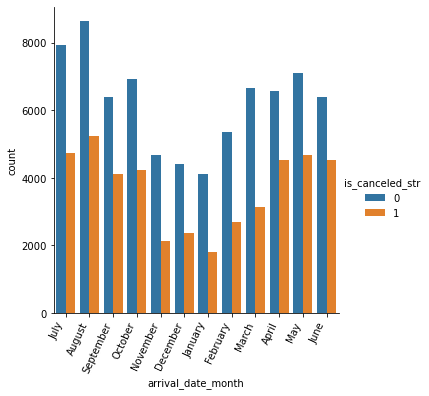 8000
6000
4000
2000
0
count
July
August
September
October
November
December
January
February
March
April
May
June
arrival_date_month
is_canceled_str
0
1